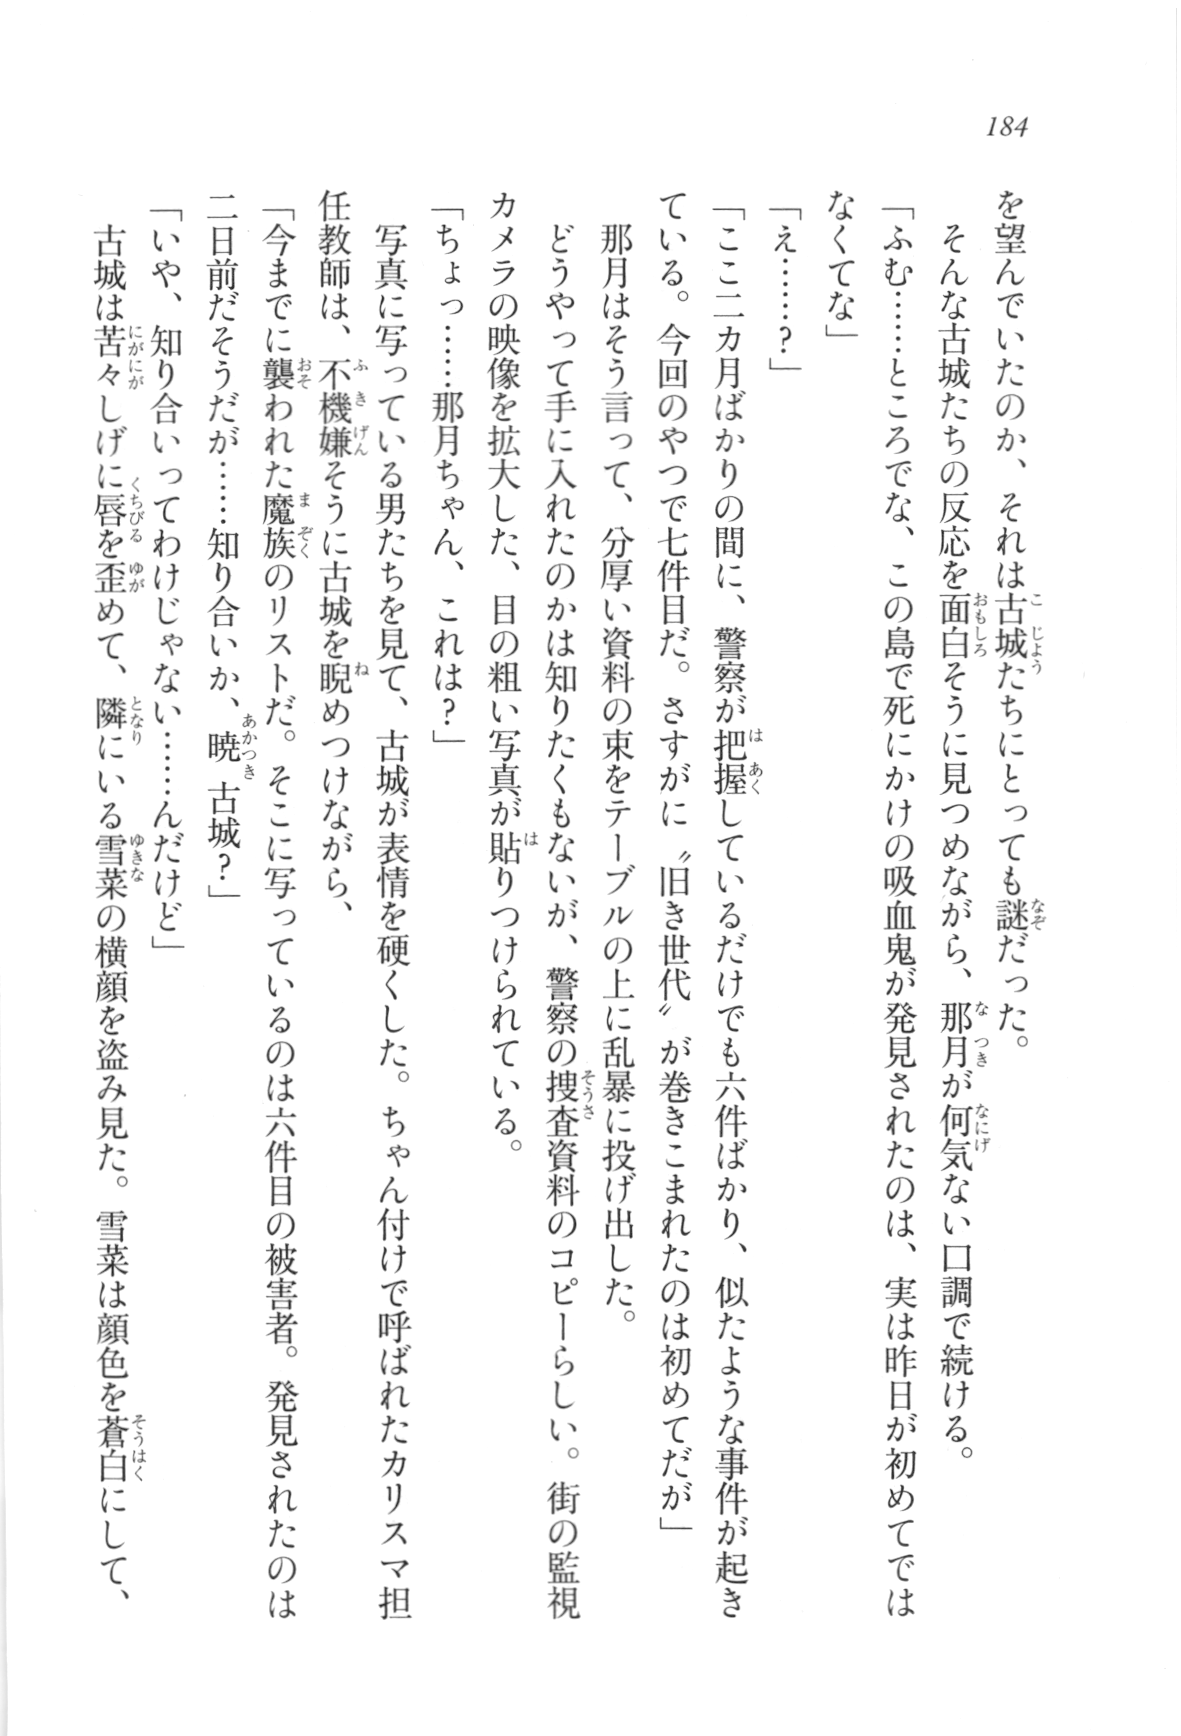 184
を望んでいたのか、それは古城たちにとっても謎だった。
そんな古城たちの反応を面白そうに見つめながら、那月が何気ない口調で続ける。
「ふむ……ところでな、この島で死にかけの吸血鬼が発見されたのは、実は昨日が初めてでは
なくてな」
「え……？」
「ここ二カ月ばかりの間に、警察が把握しているだけでも六件ばかり、似たような事件が起き
ている。今回のやつで七件目だ。さすがに〝旧き世代〟が巻きこまれたのは初めてだが」
那月はそう言って、分厚い資料の束をテーブルの上に乱暴に投げ出した。
どうやって手に入れたのかは知りたくもないが、警察の捜査資料のコピーらしい。街の監視
カメラの映像を拡大した、目の粗い写真が貼りつけられている。
「ちょっ……那月ちゃん、これは？」
写真に写っている男たちを見て、古城が表情を硬くした。ちゃん付けで呼ばれたカリスマ担
任教師は、不機嫌そうに古城を睨めつけながら、
「今までに襲われた魔族のリストだ。そこに写っているのは六件目の被害者。発見されたのは
二日前だそうだが……知り合いか、暁古城？」
「いや、知り合いってわけじゃない……んだけど」
古城は苦々しげに唇を歪めて、隣にいる雪菜の横顔を盗み見た。雪菜は顔色を蒼白にして、